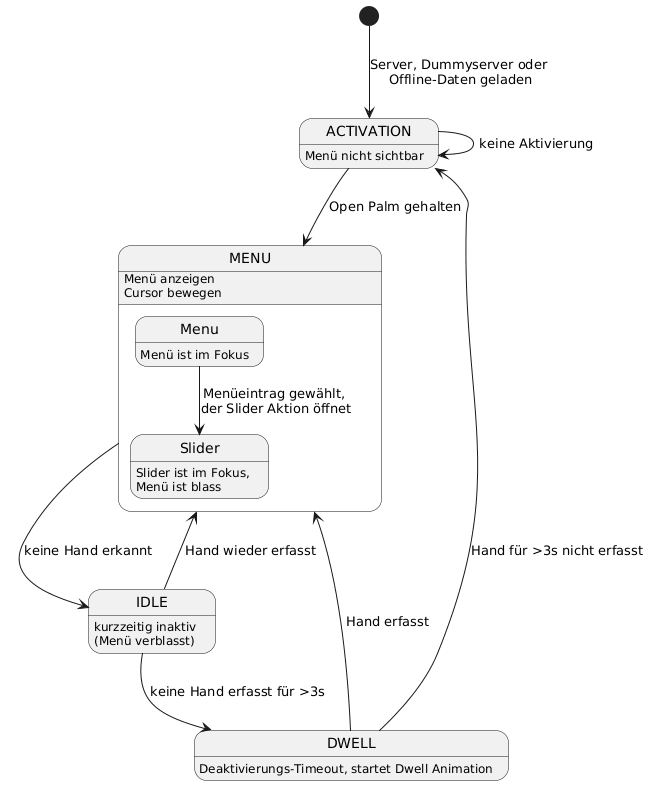 Server, Dummyserver oder
Offline-Daten geladen
ACTIVATION
Menü nicht sichtbar
keine Aktivierung
Open Palm gehalten
MENU
Menü anzeigen
Cursor bewegen
Menu
Menü ist im Fokus
Menüeintrag gewählt,
der Slider Aktion öffnet
Slider
Slider ist im Fokus,
Menü ist blass
keine Hand erkannt
Hand wieder erfasst
Hand für >3s nicht erfasst
IDLE
kurzzeitig inaktiv
(Menü verblasst)
Hand erfasst
keine Hand erfasst für >3s
DWELL
Deaktivierungs-Timeout, startet Dwell Animation